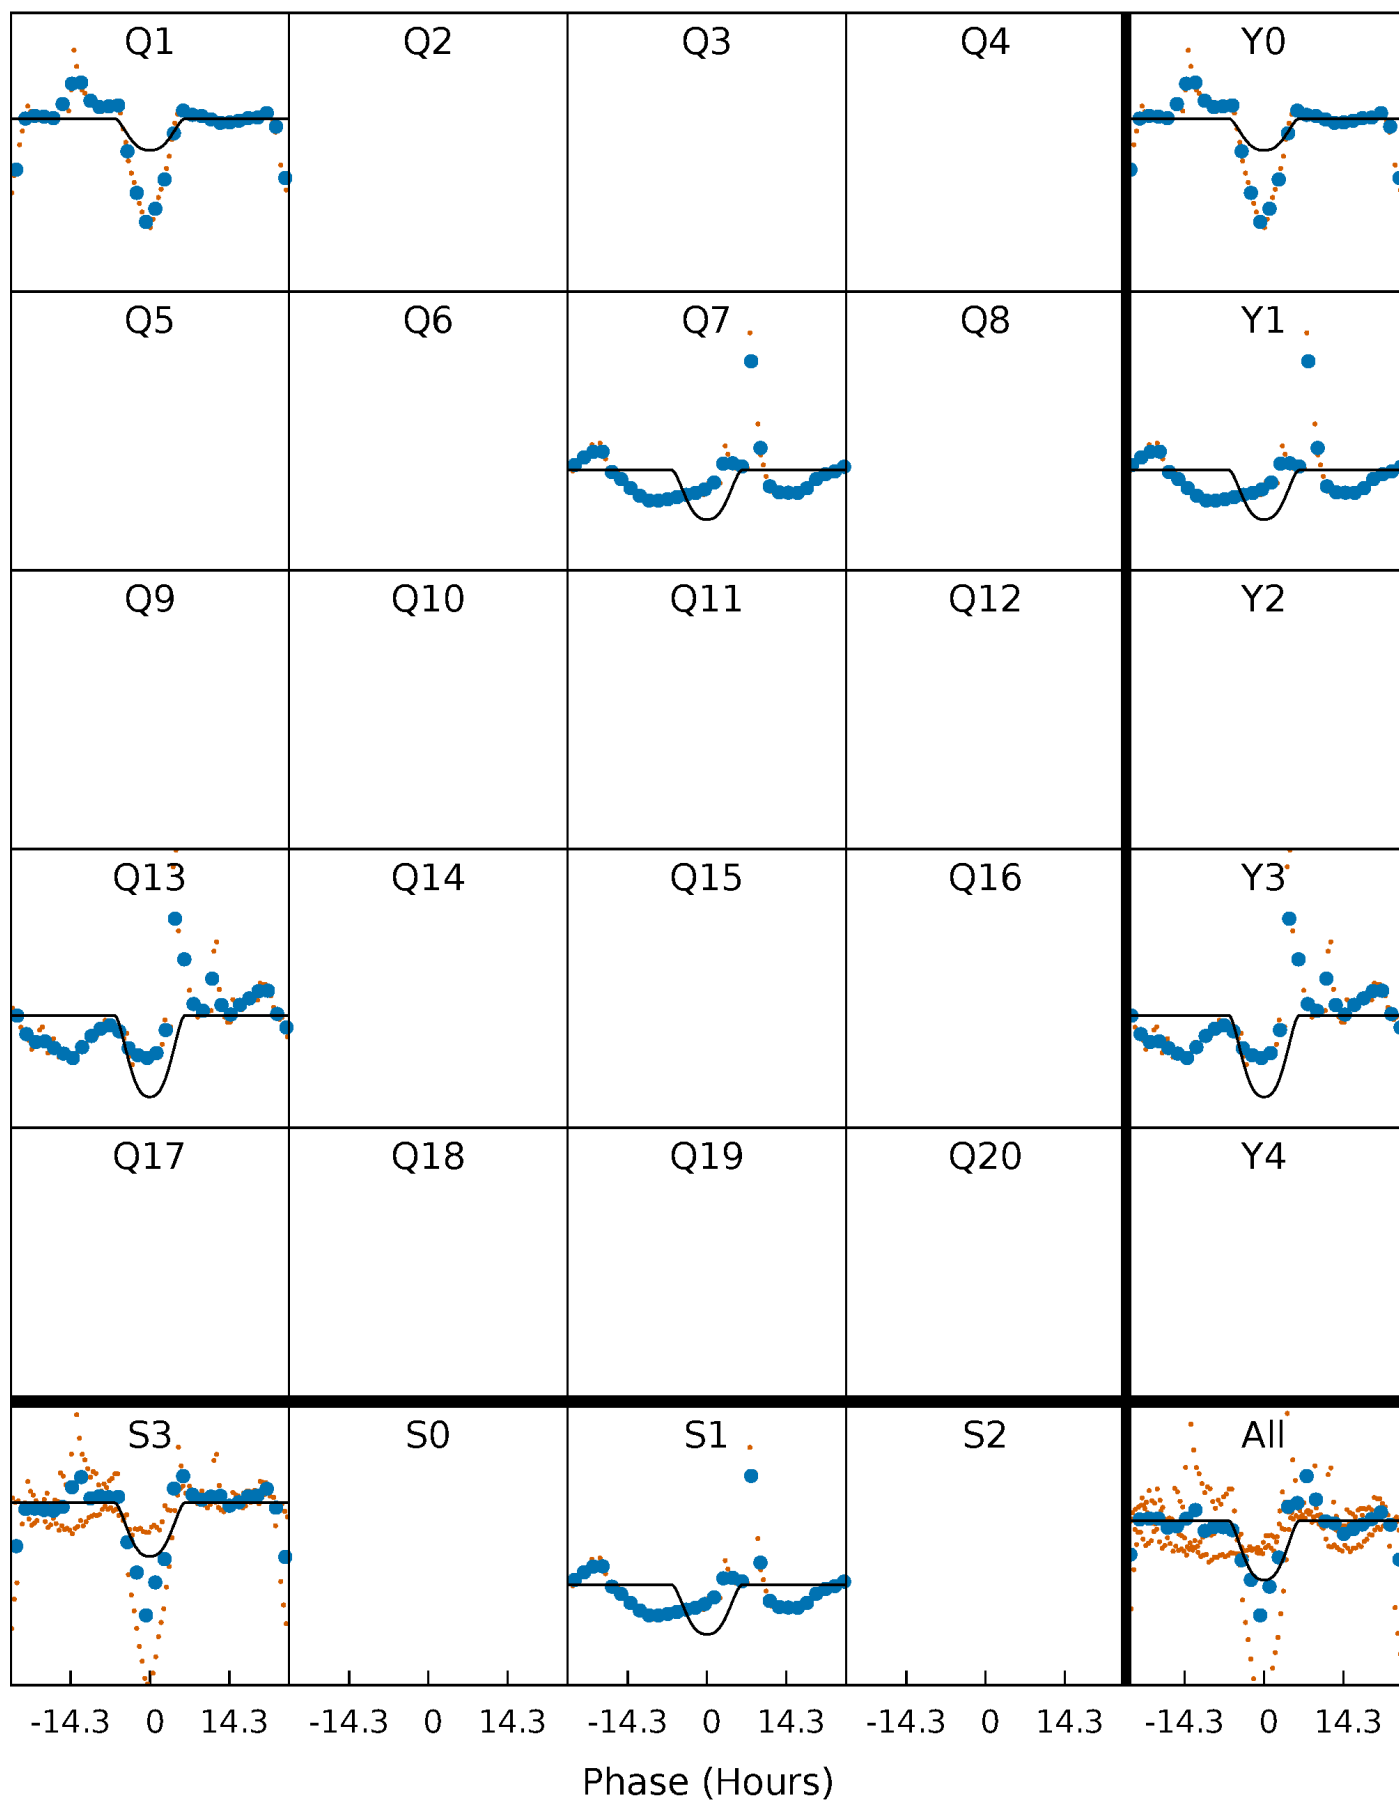 Q1 Q2 Q3 Q4 Y0
Q5 Q6 Q7 Q8 Y1
Q9 Q10 Q11 Q12 Y2
Q13 Q14 Q15 Q16 Y3
Q17 Q18 Q19 Q20 Y4
S3 S0 S1 S2 All
-14.3 0 14.3 -14.3 0 14.3 -14.3 0 14.3 -14.3 0 14.3 -14.3 0 14.3
Phase (Hours)